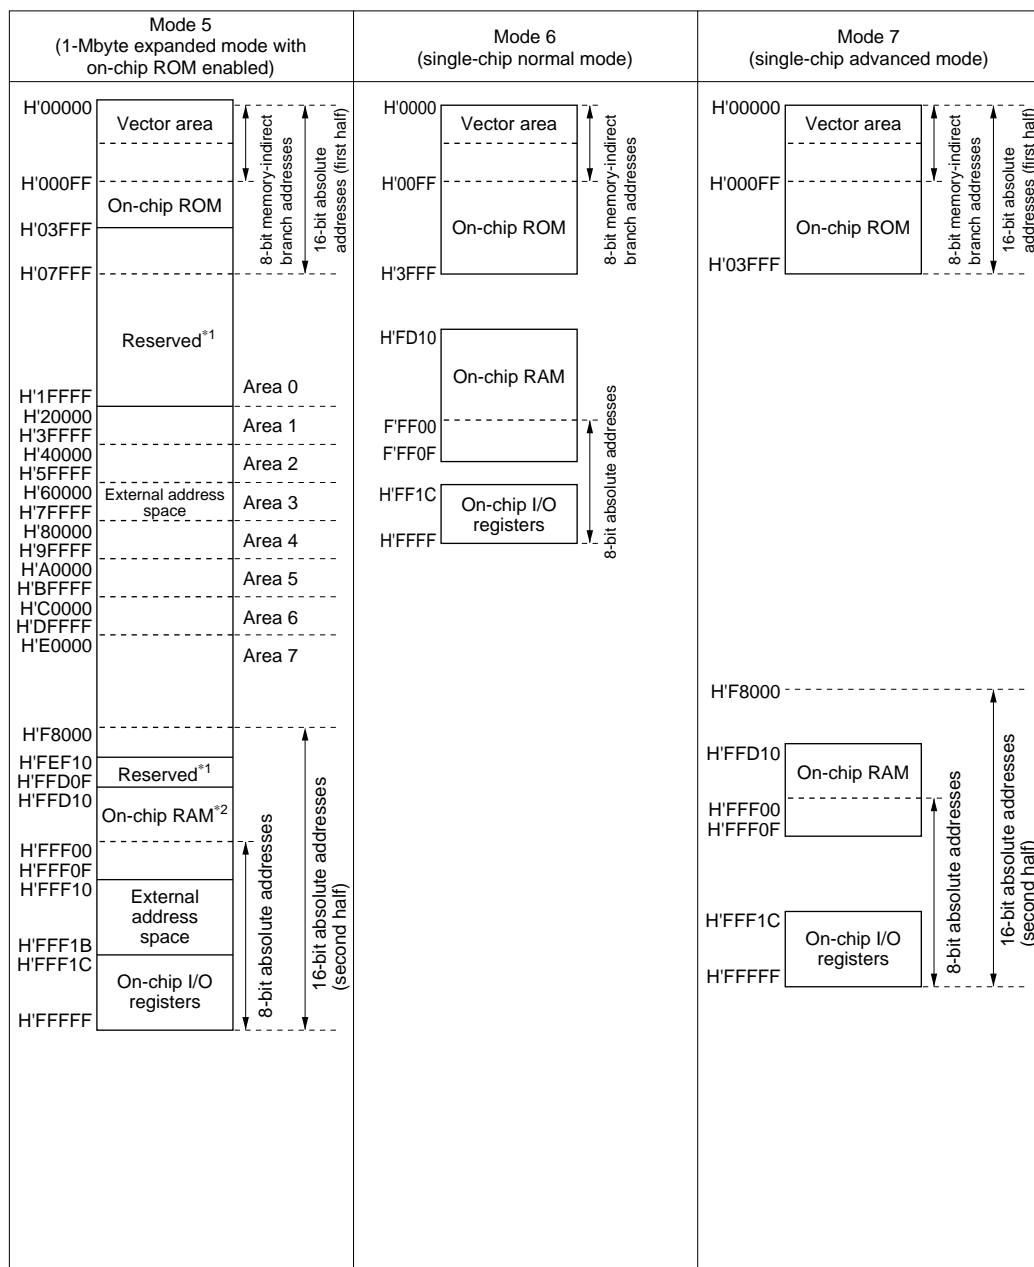 Mode 5
(1-Mbyte expanded mode with
on-chip ROM enabled)
H'00000
Vector area
H'000FF
On-chip ROM
H'03FFF
H'07FFF
8-bit memory-indirect
branch addresses
16-bit absolute
addresses (first half)
Reserved*1
H'1FFFF
Area 0
H'20000
H'3FFFF
Area 1
H'40000
H'5FFFF
Area 2
H'60000
H'7FFFF
External address
space
Area 3
H'80000
H'9FFFF
Area 4
H'A0000
H'BFFFF
Area 5
H'C0000
H'DFFFF
Area 6
H'E0000
Area 7
H'F8000
H'FEF10
Reserved*1
H'FFD0F
H'FFD10
On-chip RAM*2
H'FFF00
H'FFF0F
H'FFF10
External
address
space
H'FFF1B
H'FFF1C
On-chip I/O
registers
H'FFFFF
8-bit absolute addresses
16-bit absolute addresses
(second half)
Mode 6
(single-chip normal mode)
H'0000
Vector area
H'00FF
On-chip ROM
H'3FFF
8-bit memory-indirect
branch addresses
H'FD10
On-chip RAM
F'FF00
F'FF0F
H'FF1C
On-chip I/O
registers
H'FFFF
8-bit absolute addresses
Mode 7
(single-chip advanced mode)
H'00000
Vector area
H'000FF
On-chip ROM
H'03FFF
8-bit memory-indirect
branch addresses
16-bit absolute
addresses (first half)
H'F8000
H'FFD10
On-chip RAM
H'FFF00
H'FFF0F
H'FFF1C
On-chip I/O
registers
H'FFFFF
8-bit absolute addresses
16-bit absolute addresses
(second half)